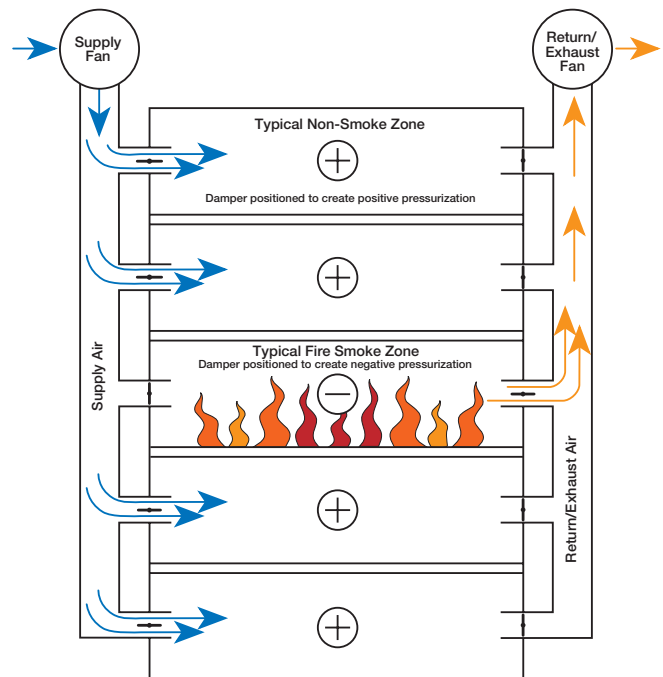 Supply
Fan
Return/
Exhaust
Fan
Typical Non-Smoke Zone
Damper positioned to create positive pressurization
Typical Fire Smoke Zone
Damper positioned to create negative pressurization
Supply Air
Return/Exhaust Air